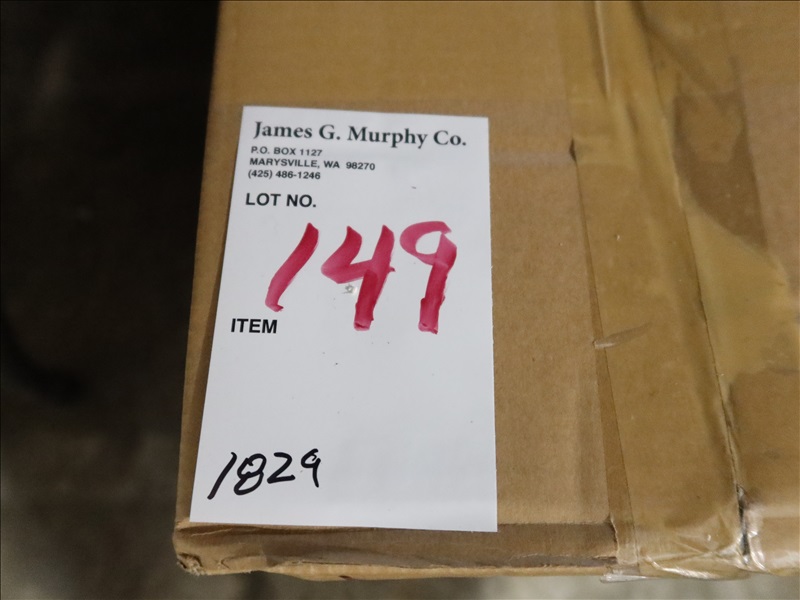 James G. Murphy Co.
P.O. BOX 1127
MARYSVILLE, WA 98270
(425) 486-1246
LOT NO.
149
ITEM
1829